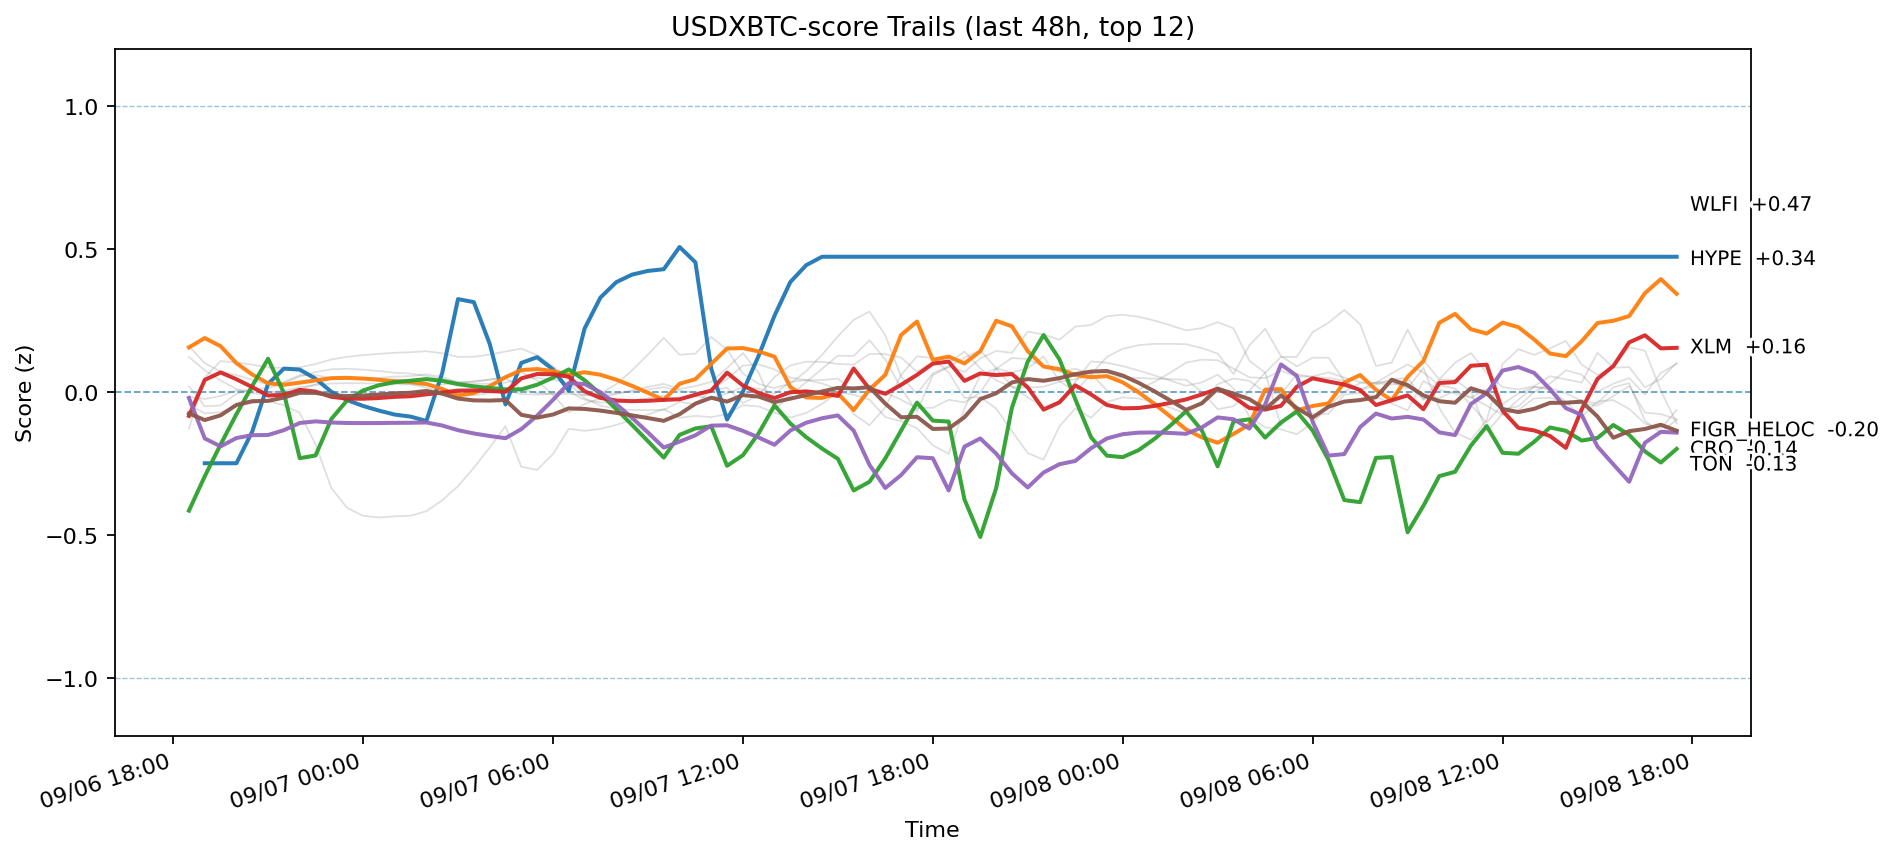 USDXBTC-score Trails (last 48h, top 12)
Score (z)
1.0
0.5
0.0
−0.5
−1.0
WLFI +0.47
HYPE +0.34
XLM +0.16
FIGR_HELOC -0.20
CRO -0.14
TON -0.13
09/06 18:00
09/07 00:00
09/07 06:00
09/07 12:00
09/07 18:00
09/08 00:00
09/08 06:00
09/08 12:00
09/08 18:00
Time